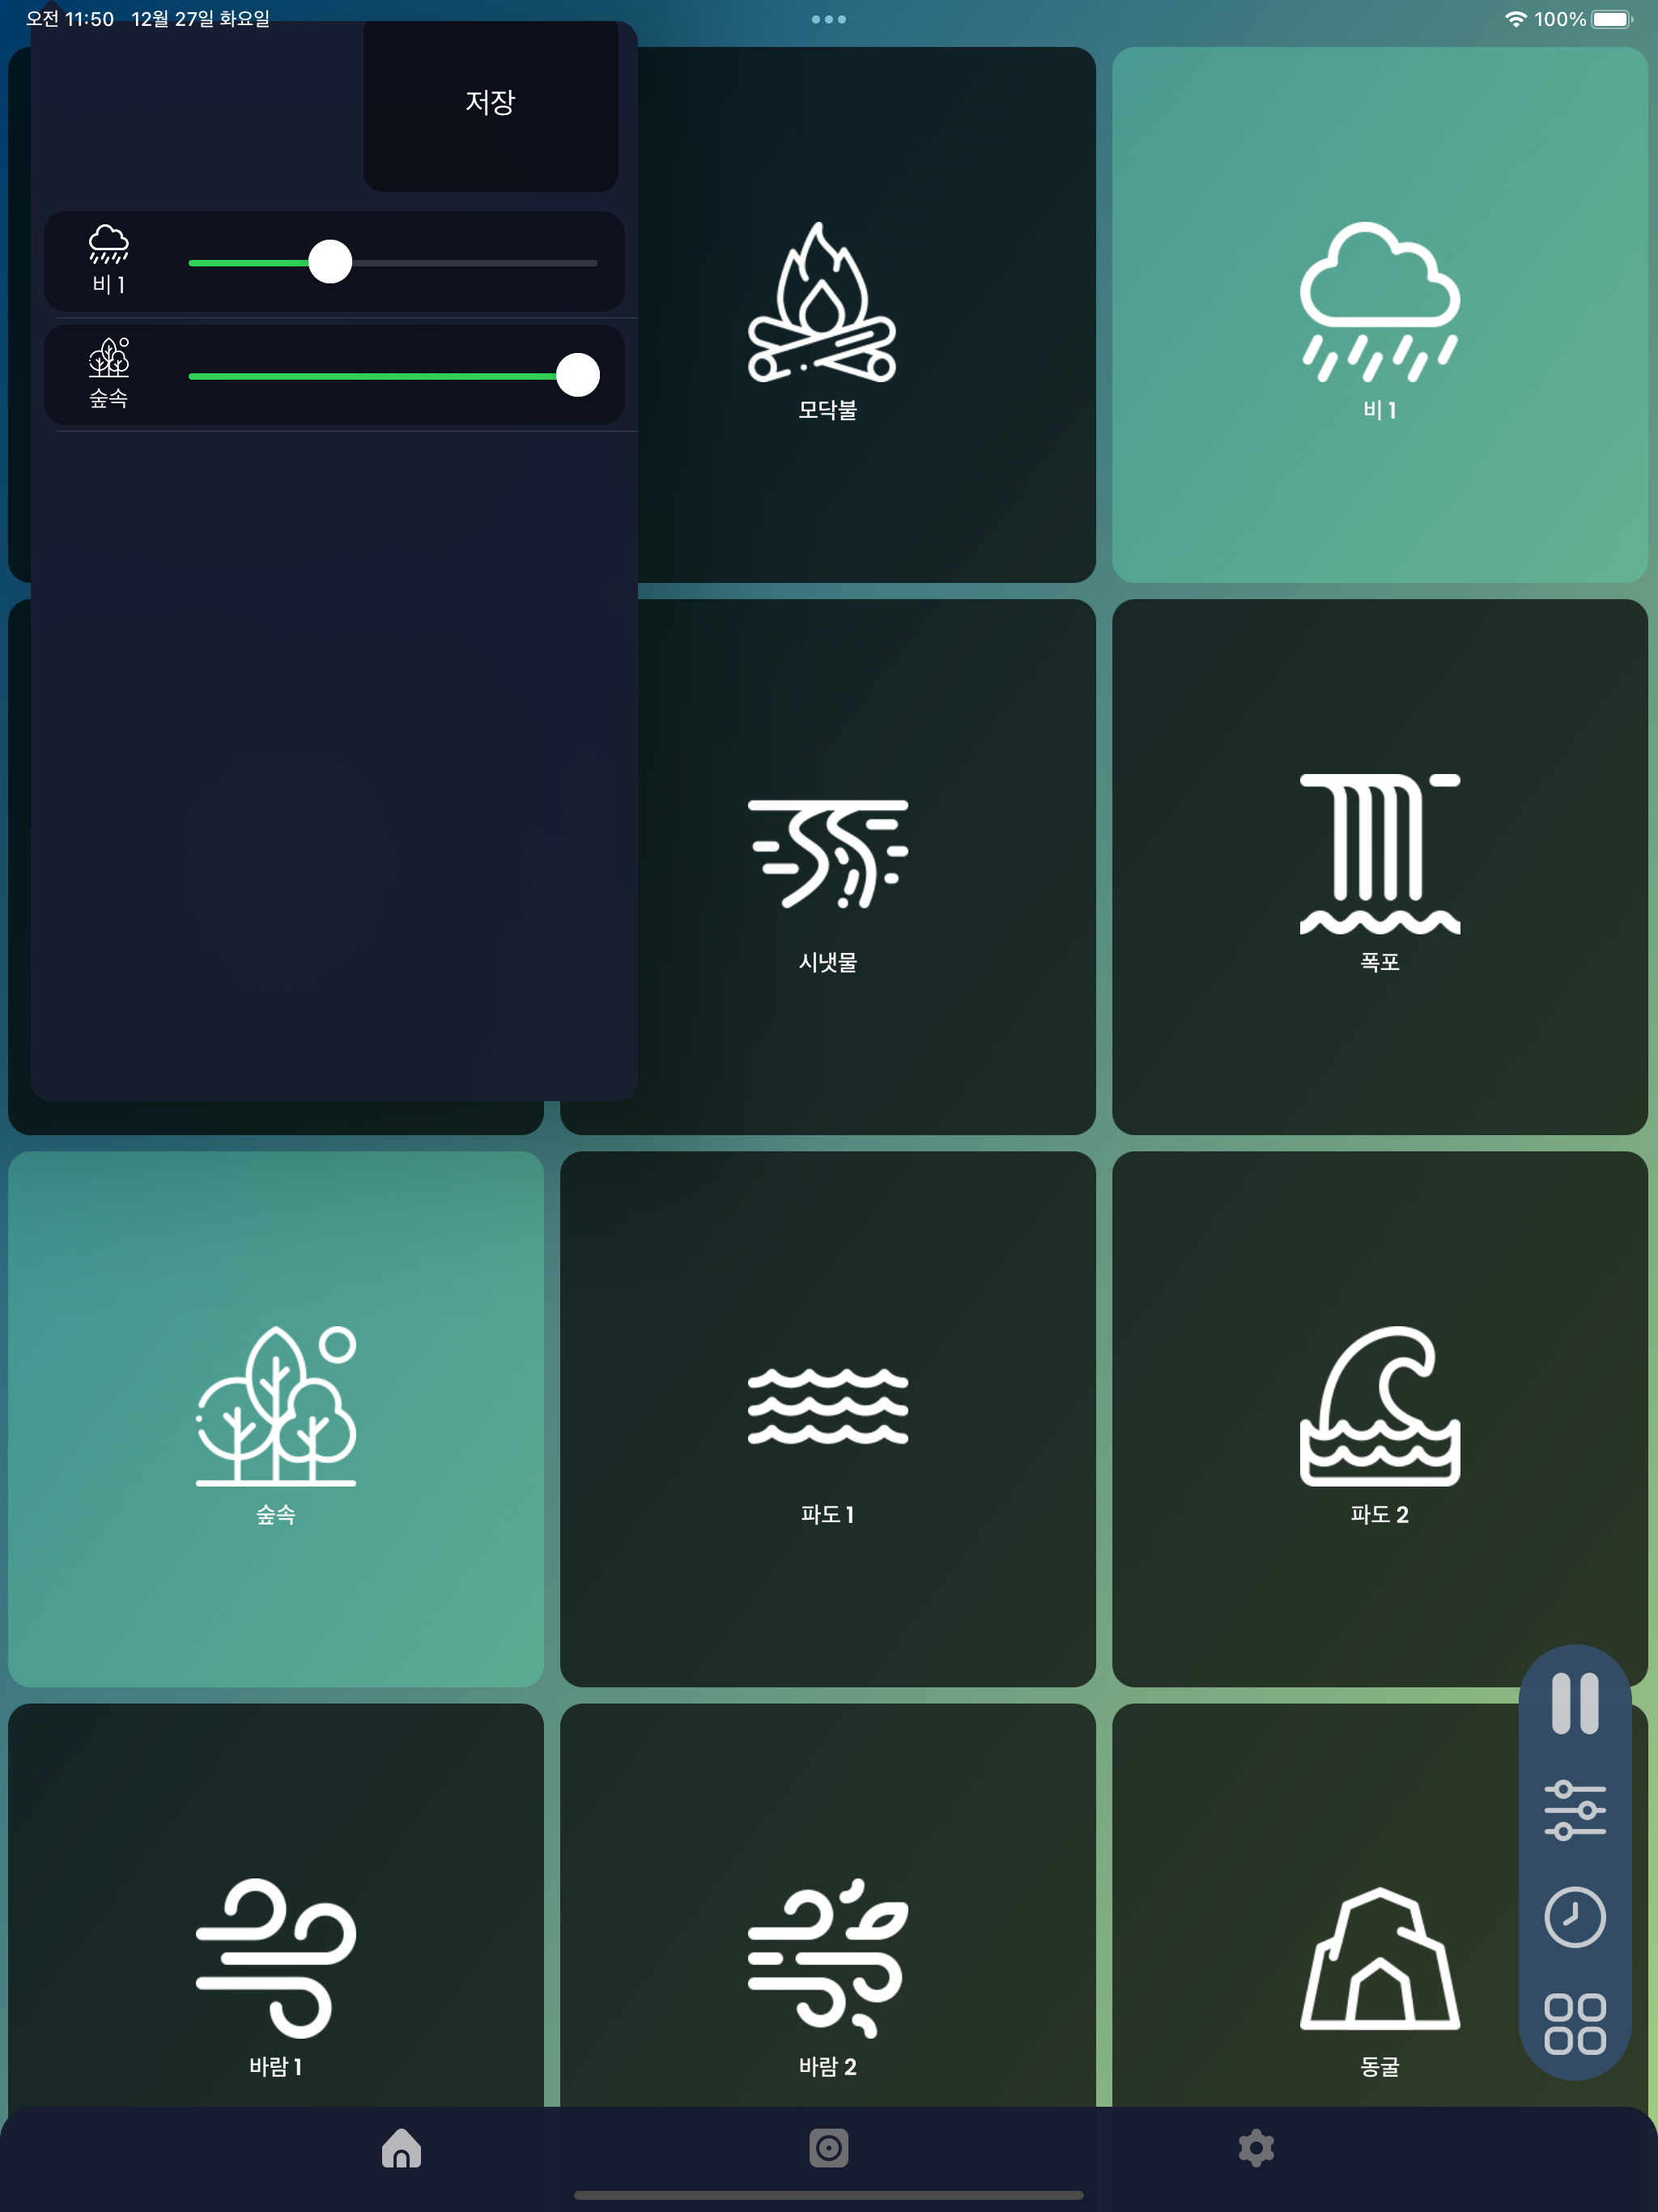 오전 11:50 12월 27일 화요일
100%
저장
비 1
숲속
모닥불
비 1
시냇물
폭포
숲속
파도 1
파도 2
바람 1
바람 2
동굴